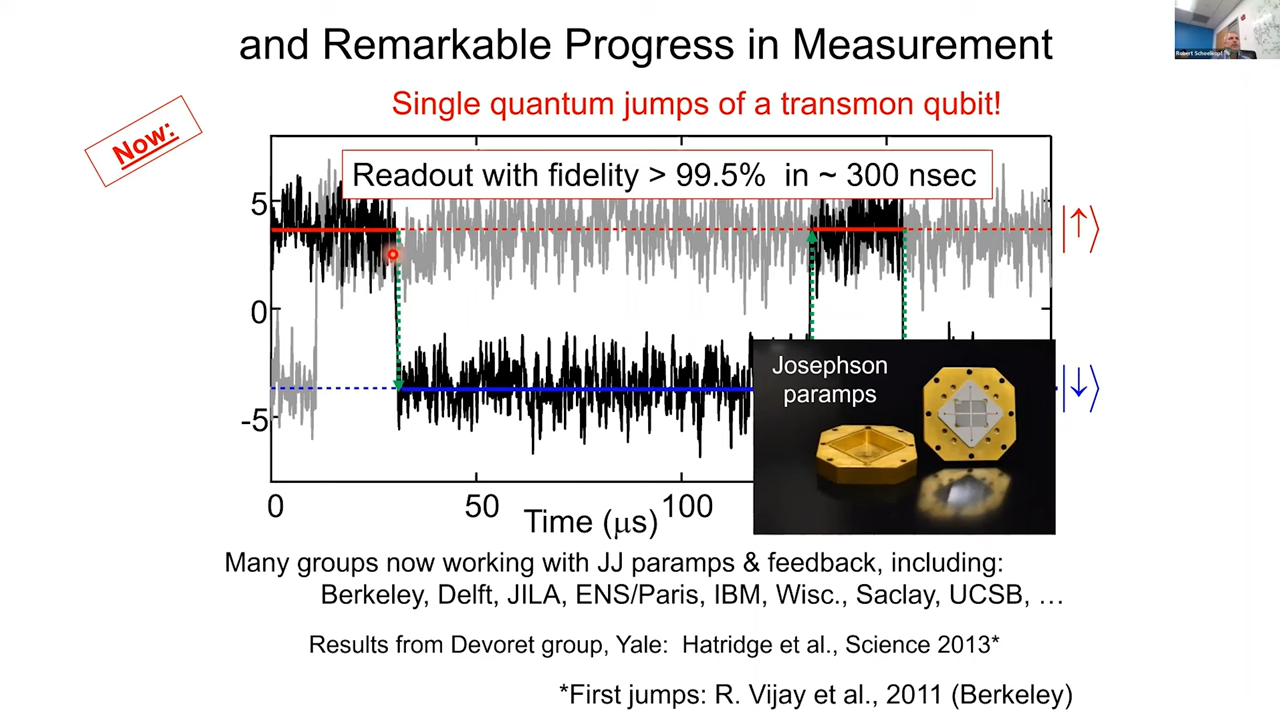 and Remarkable Progress in Measurement
Robert Schoelkopf
Single quantum jumps of a transmon qubit!
Now:
Readout with fidelity > 99.5% in ~ 300 nsec
5
|↑⟩
0
Josephson
paramps
|↓⟩
-5
0 50 100
Time (μs)
Many groups now working with JJ paramps & feedback, including:
Berkeley, Delft, JILA, ENS/Paris, IBM, Wisc., Saclay, UCSB, …
Results from Devoret group, Yale: Hatridge et al., Science 2013*
*First jumps: R. Vijay et al., 2011 (Berkeley)